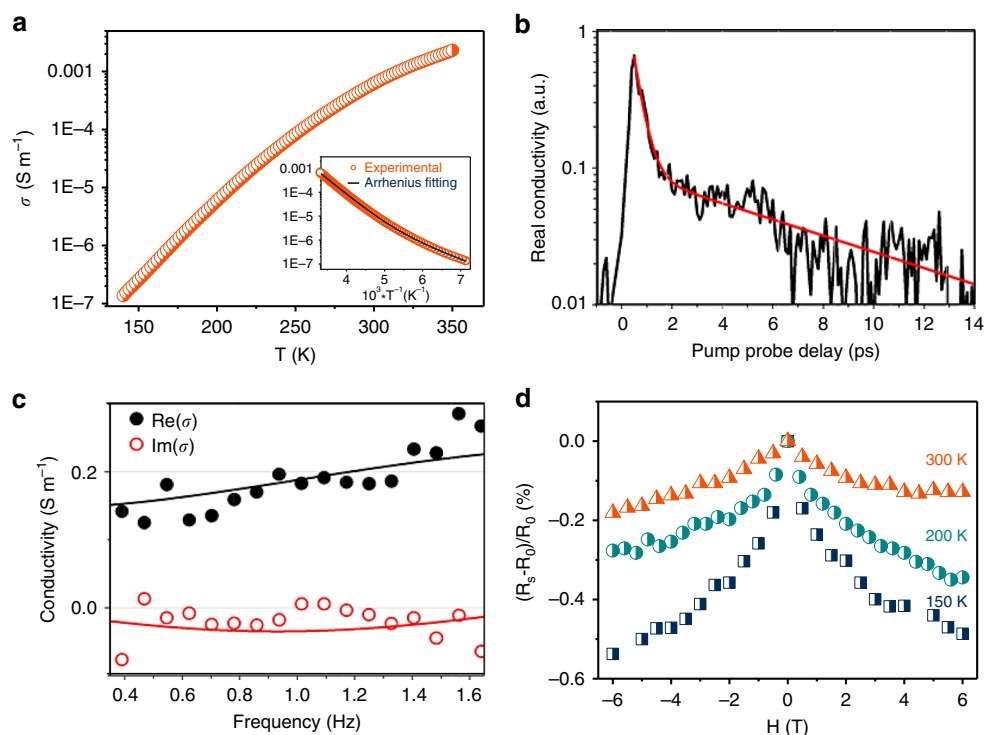 a
0.001
1E–4
1E–5
1E–6
1E–7
σ (S m⁻¹)
150
200
250
300
350
T (K)
0.001
1E–4
1E–5
1E–6
1E–7
Experimental
Arrhenius fitting
4
5
6
7
10³*T⁻¹(K⁻¹)
b
1
0.1
0.01
Real conductivity (a.u.)
0
2
4
6
8
10
12
14
Pump probe delay (ps)
c
Re(σ)
Im(σ)
0.2
0.0
Conductivity (S m⁻¹)
0.4
0.6
0.8
1.0
1.2
1.4
1.6
Frequency (Hz)
d
0.0
–0.2
–0.4
–0.6
(Rₛ-R₀)/R₀ (%)
300 K
200 K
150 K
–6
–4
–2
0
2
4
6
H (T)